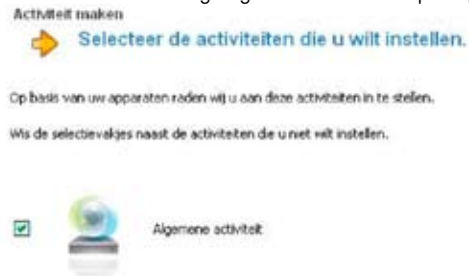 Activiteit maken
Selecteer de activiteiten die u wilt instellen.
Op basis van uw apparaten raden wij u aan deze activiteiten in te stellen.
Wis de selectievakjes naast de activiteiten die u niet wilt instellen.
Algemene activiteit